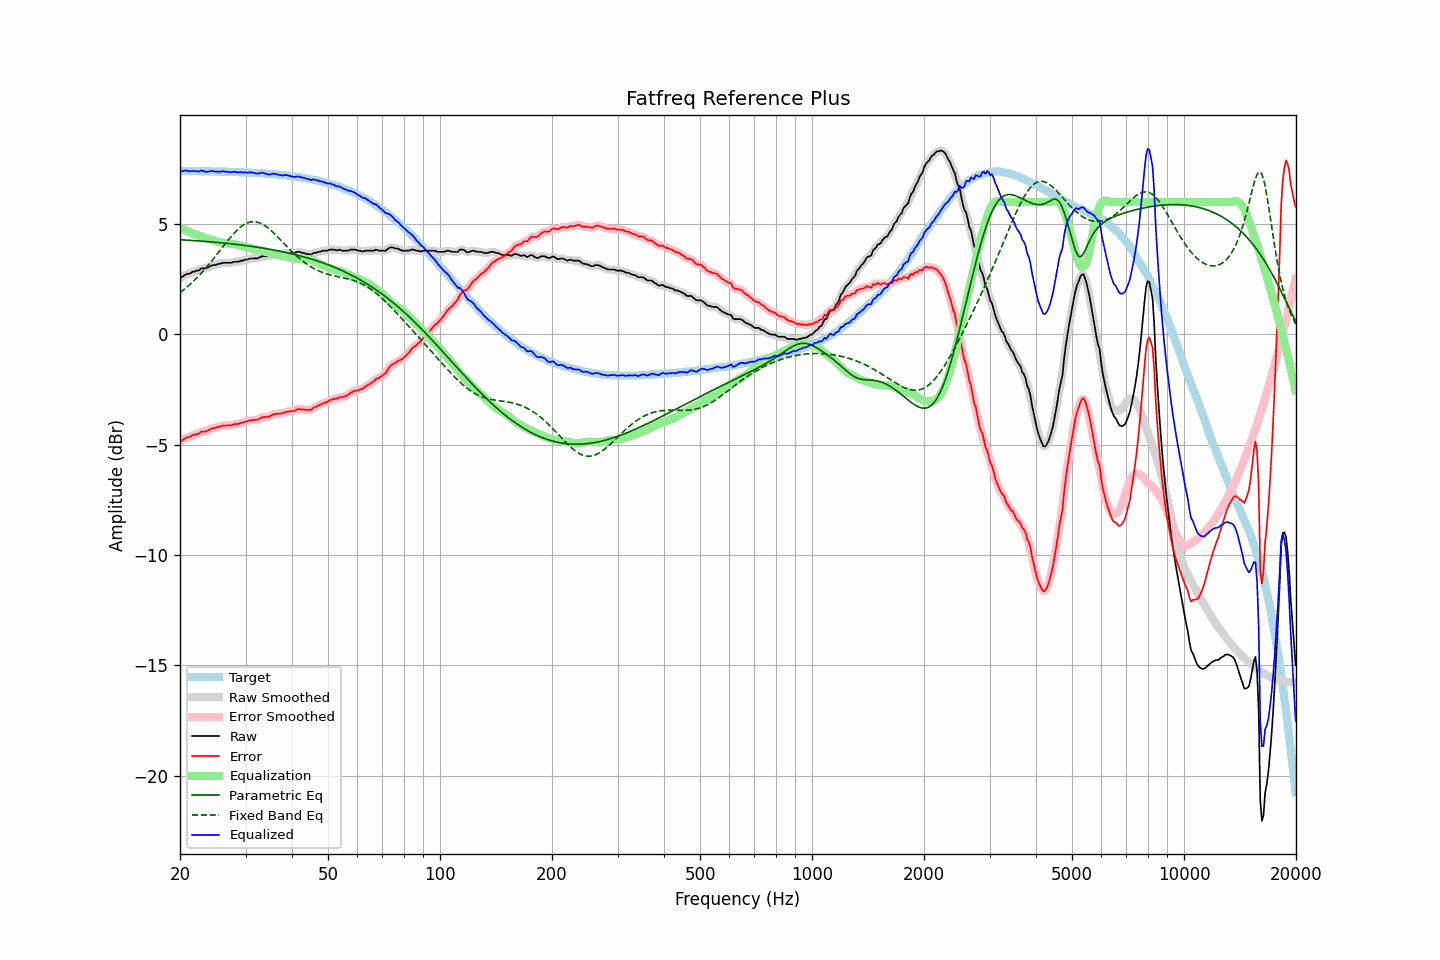 Fatfreq Reference Plus
Amplitude (dBr)
5
0
−5
−10
−15
−20
Target
Raw Smoothed
Error Smoothed
Raw
Error
Equalization
Parametric Eq
Fixed Band Eq
Equalized
20 50 100 200 500 1000 2000 5000 10000 20000
Frequency (Hz)